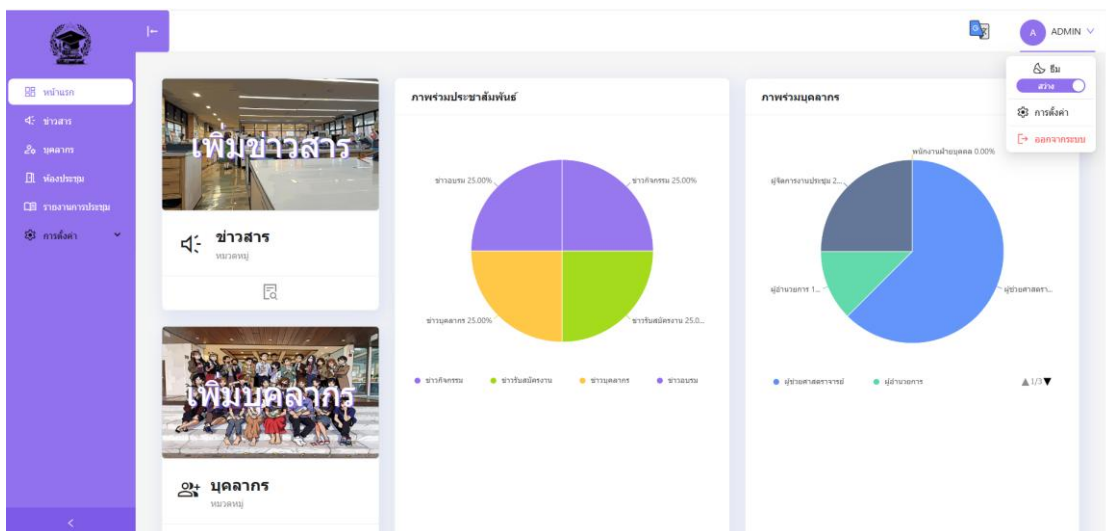 A ADMIN
ธีม
สว่าง
การตั้งค่า
ออกจากระบบ
หน้าแรก
ข่าวสาร
บุคลากร
ห้องประชุม
รายงานการประชุม
การตั้งค่า
เพิ่มข่าวสาร
ข่าวสาร
หมวดหมู่
เพิ่มบุคลากร
บุคลากร
หมวดหมู่
ภาพร่วมประชาสัมพันธ์
ข่าวอบรม 25.00%
ข่าวกิจกรรม 25.00%
ข่าวบุคลากร 25.00%
ข่าวรับสมัครงาน 25.0...
ข่าวกิจกรรม
ข่าวรับสมัครงาน
ข่าวบุคลากร
ข่าวอบรม
ภาพร่วมบุคลากร
พนักงานฝ่ายบุคคล 0.00%
ผู้จัดการงานประชุม 2...
ผู้อำนวยการ 1...
ผู้ช่วยศาสตรา...
ผู้ช่วยศาสตราจารย์
ผู้อำนวยการ
▲ 1/3 ▼